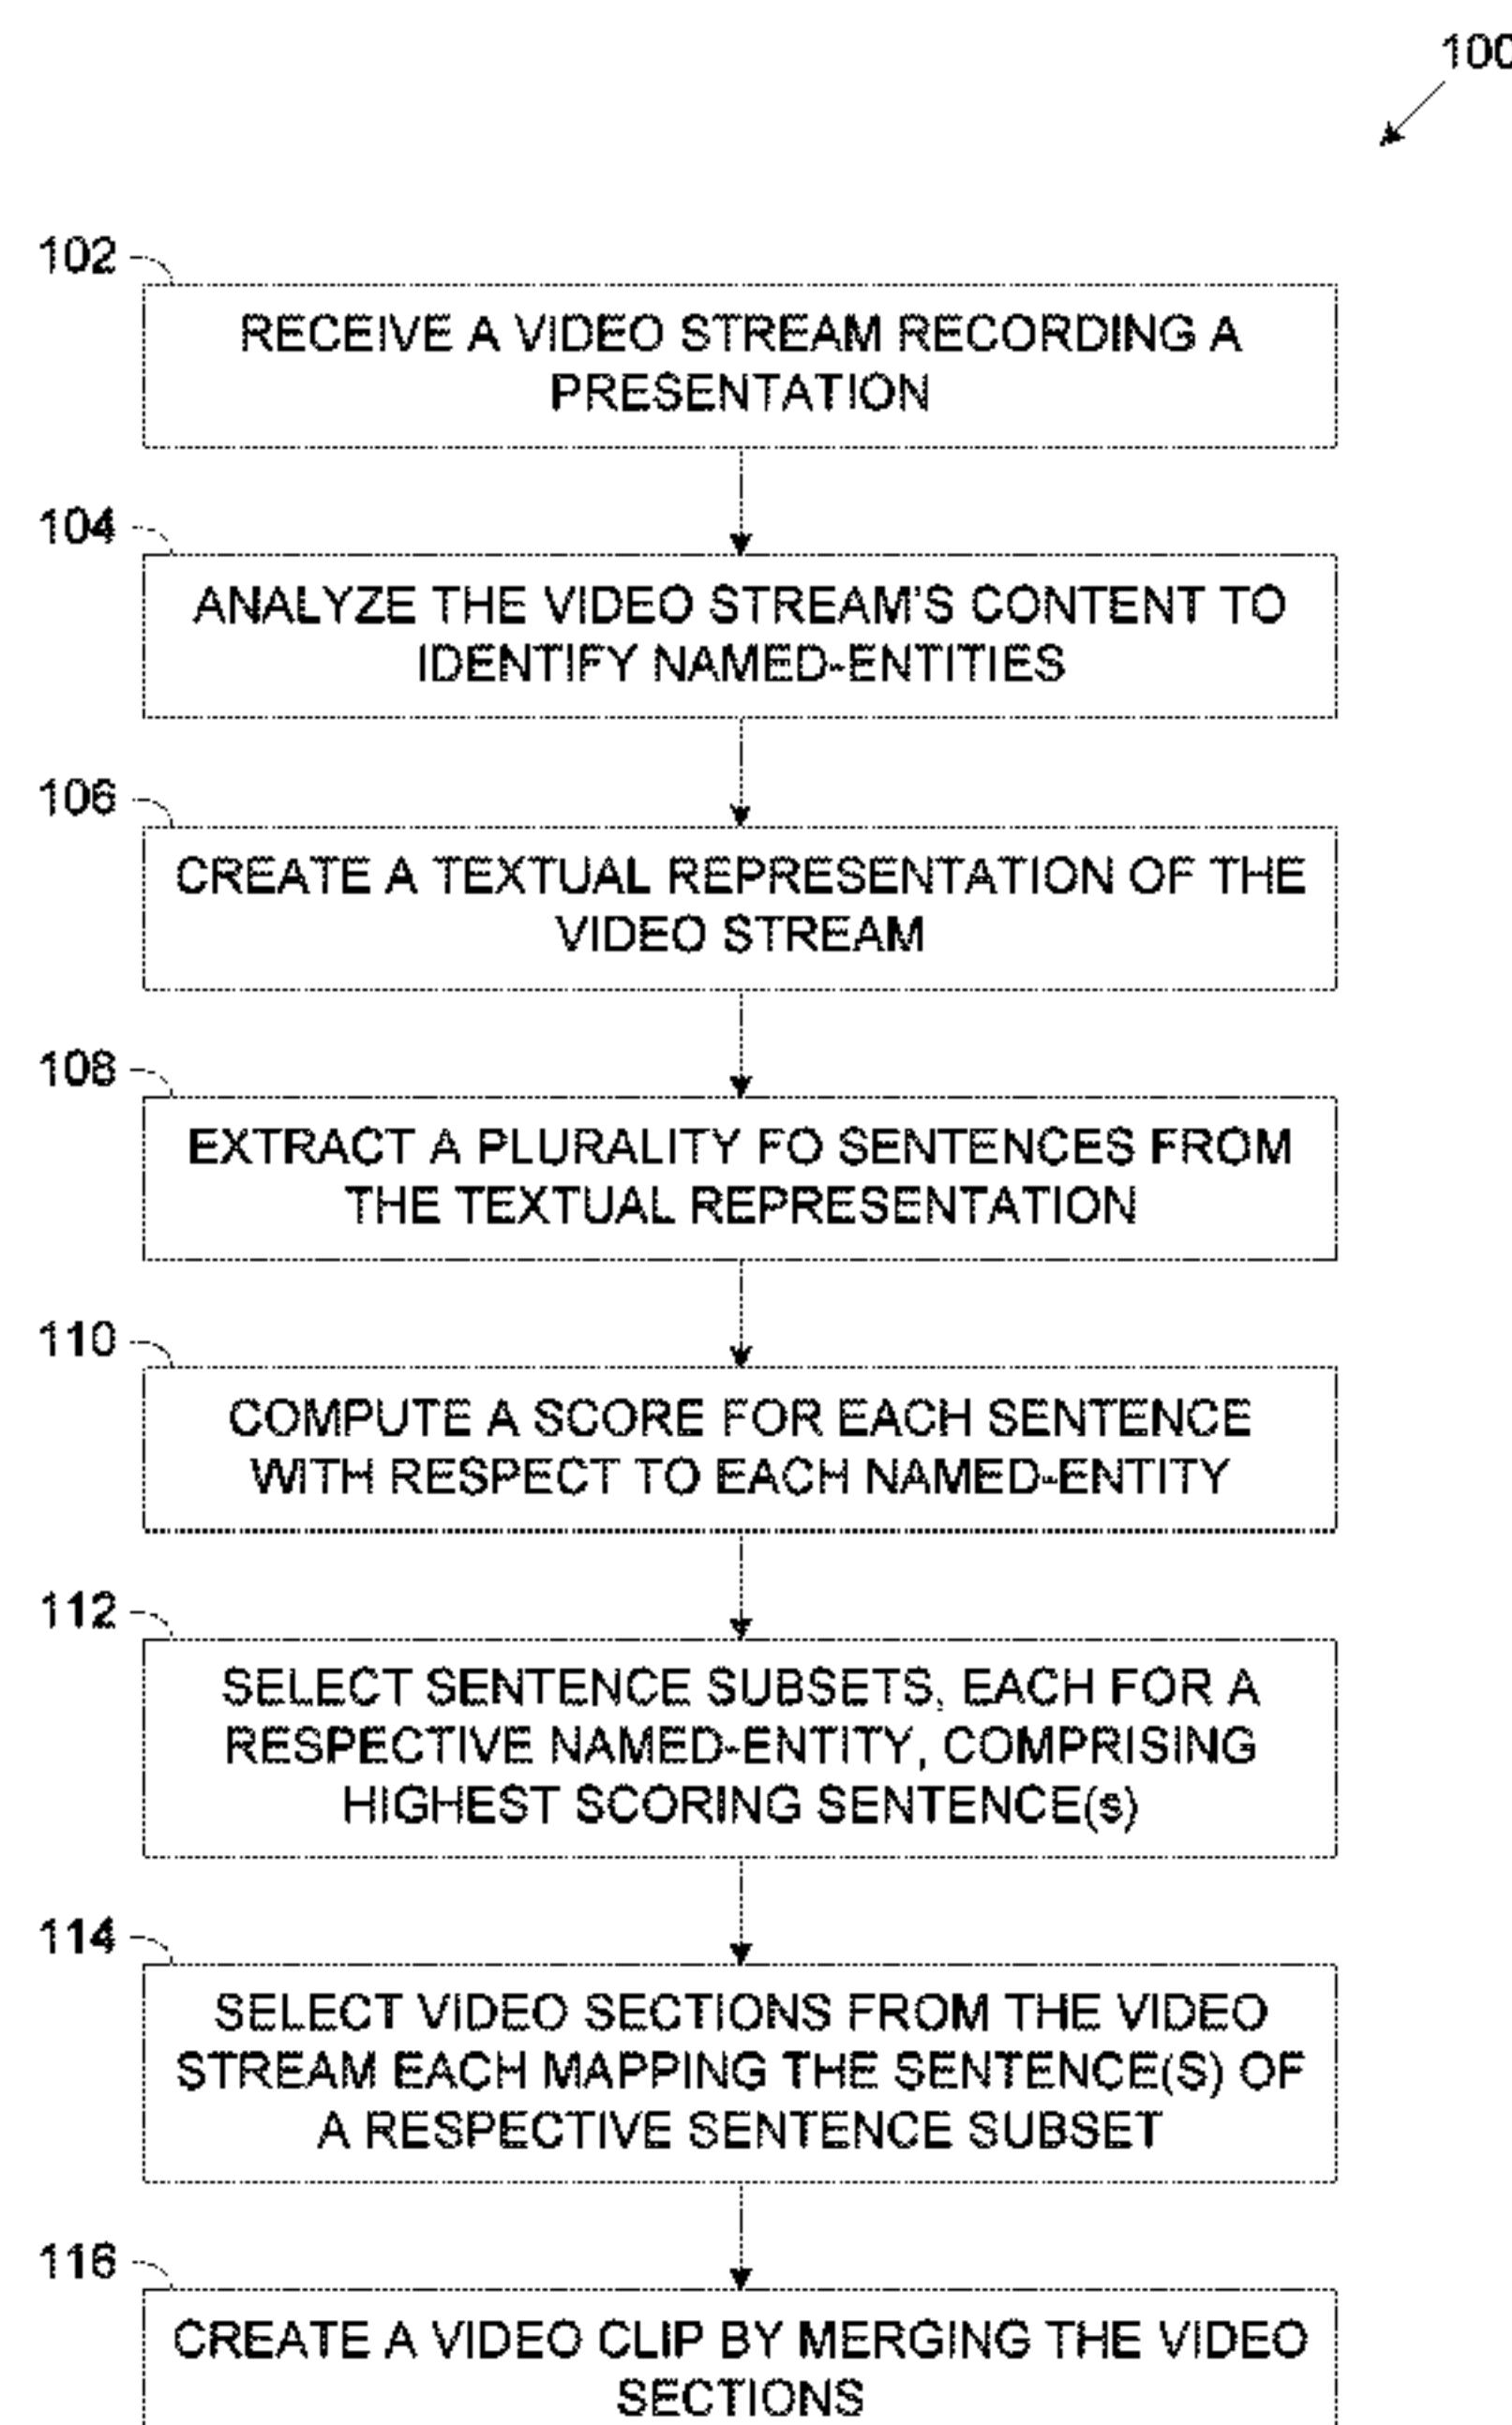 100
102
RECEIVE A VIDEO STREAM RECORDING A
PRESENTATION
104
ANALYZE THE VIDEO STREAM'S CONTENT TO
IDENTIFY NAMED-ENTITIES
106
CREATE A TEXTUAL REPRESENTATION OF THE
VIDEO STREAM
108
EXTRACT A PLURALITY FO SENTENCES FROM
THE TEXTUAL REPRESENTATION
110
COMPUTE A SCORE FOR EACH SENTENCE
WITH RESPECT TO EACH NAMED-ENTITY
112
SELECT SENTENCE SUBSETS, EACH FOR A
RESPECTIVE NAMED-ENTITY, COMPRISING
HIGHEST SCORING SENTENCE(s)
114
SELECT VIDEO SECTIONS FROM THE VIDEO
STREAM EACH MAPPING THE SENTENCE(S) OF
A RESPECTIVE SENTENCE SUBSET
116
CREATE A VIDEO CLIP BY MERGING THE VIDEO
SECTIONS